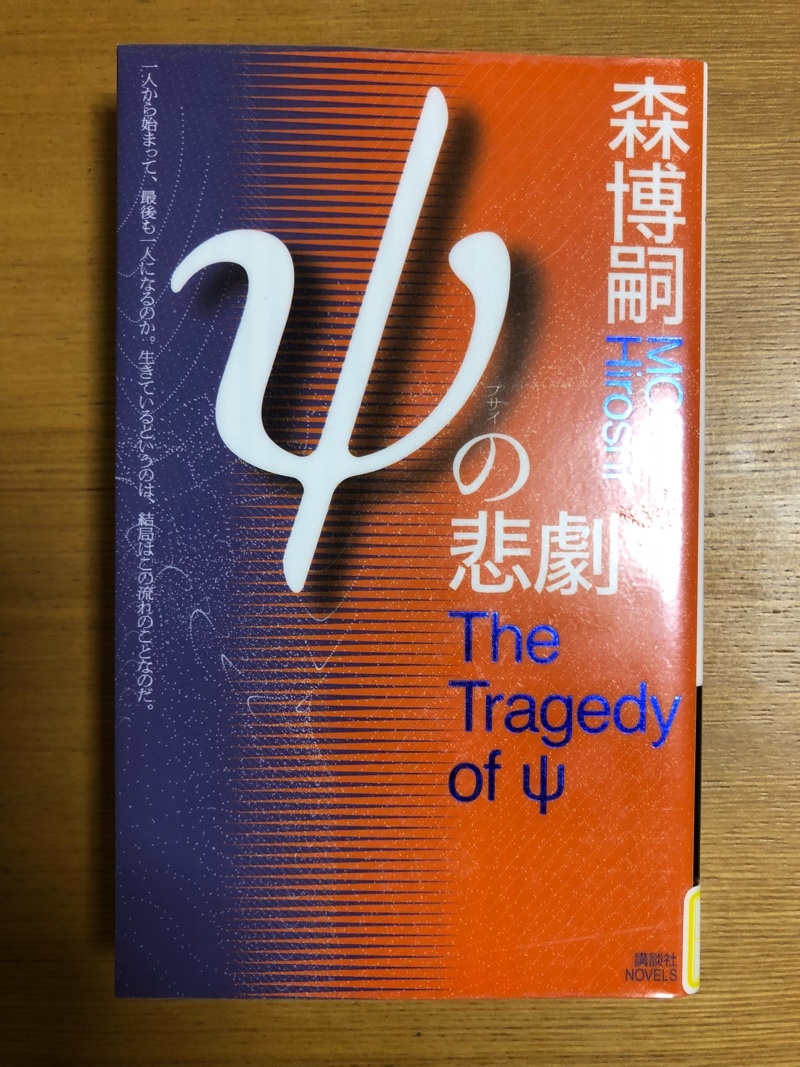 森博嗣
Hiroshi
ψ
プサイ
の
悲劇
The
Tragedy
of ψ
一人から始まって、最後も一人になるのか。生きているというのは、結局はこの流れのことなのだ。
講談社
NOVELS